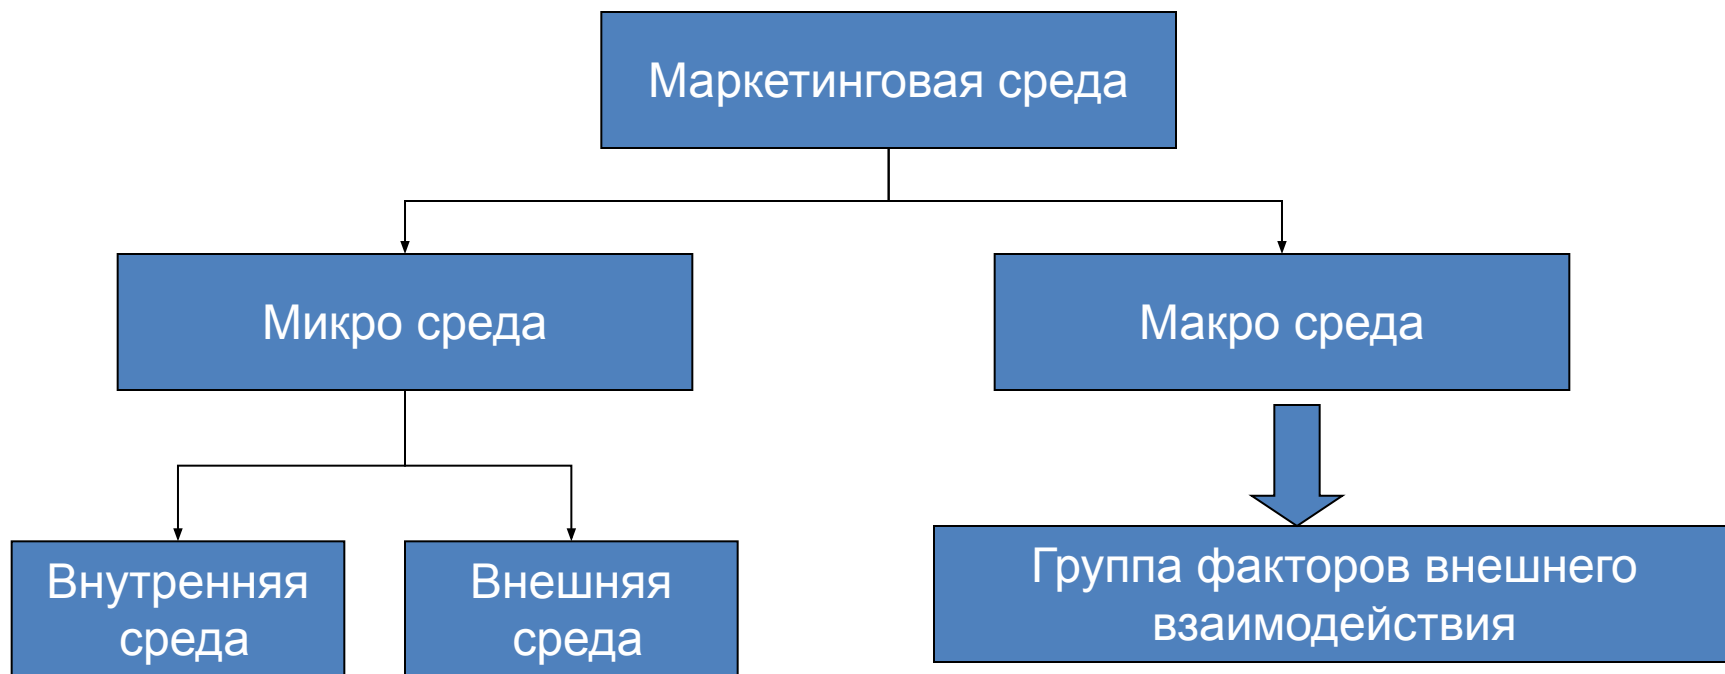 Маркетинговая среда
Микро среда
Макро среда
Внутренняя
среда
Внешняя
среда
Группа факторов внешнего
взаимодействия